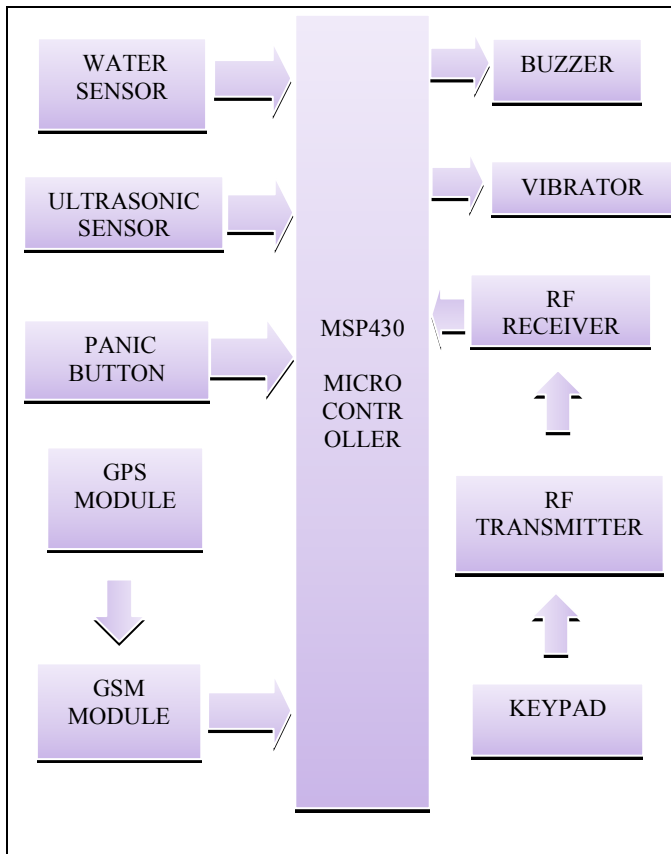 WATER
SENSOR
ULTRASONIC
SENSOR
PANIC
BUTTON
GPS
MODULE
GSM
MODULE
MSP430
MICRO
CONTR
OLLER
BUZZER
VIBRATOR
RF
RECEIVER
RF
TRANSMITTER
KEYPAD